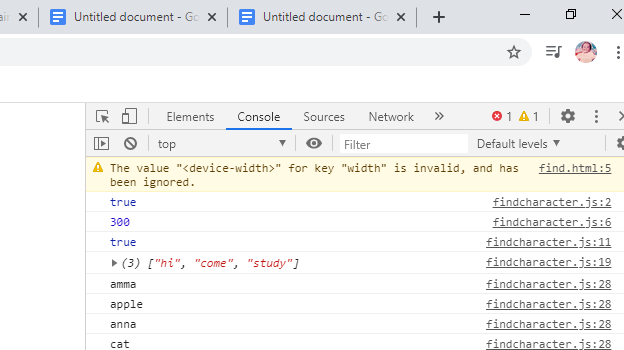 Untitled document - Go
Untitled document - Go
Elements Console Sources Network » 1 1
top Filter Default levels
The value "<device-width>" for key "width" is invalid, and has find.html:5
been ignored.
true findcharacter.js:2
300 findcharacter.js:6
true findcharacter.js:11
(3) ["hi", "come", "study"] findcharacter.js:19
amma findcharacter.js:28
apple findcharacter.js:28
anna findcharacter.js:28
cat findcharacter.js:28